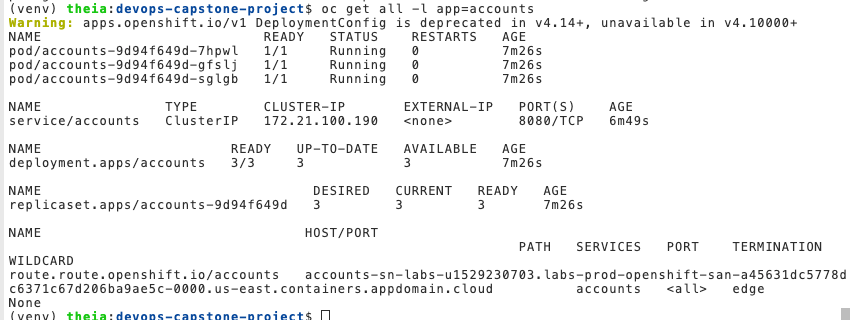 (venv) theia:devops-capstone-project$ oc get all -l app=accounts
Warning: apps.openshift.io/v1 DeploymentConfig is deprecated in v4.14+, unavailable in v4.10000+
NAME READY STATUS RESTARTS AGE
pod/accounts-9d94f649d-7hpwl 1/1 Running 0 7m26s
pod/accounts-9d94f649d-gfslj 1/1 Running 0 7m26s
pod/accounts-9d94f649d-sglgb 1/1 Running 0 7m26s
NAME TYPE CLUSTER-IP EXTERNAL-IP PORT(S) AGE
service/accounts ClusterIP 172.21.100.190 <none> 8080/TCP 6m49s
NAME READY UP-TO-DATE AVAILABLE AGE
deployment.apps/accounts 3/3 3 3 7m26s
NAME DESIRED CURRENT READY AGE
replicaset.apps/accounts-9d94f649d 3 3 3 7m26s
NAME HOST/PORT
PATH SERVICES PORT TERMINATION
WILDCARD
route.route.openshift.io/accounts accounts-sn-labs-u1529230703.labs-prod-openshift-san-a45631dc5778d
c6371c67d206ba9ae5c-0000.us-east.containers.appdomain.cloud accounts <all> edge
None
(venv) theia:devops-capstone-project$